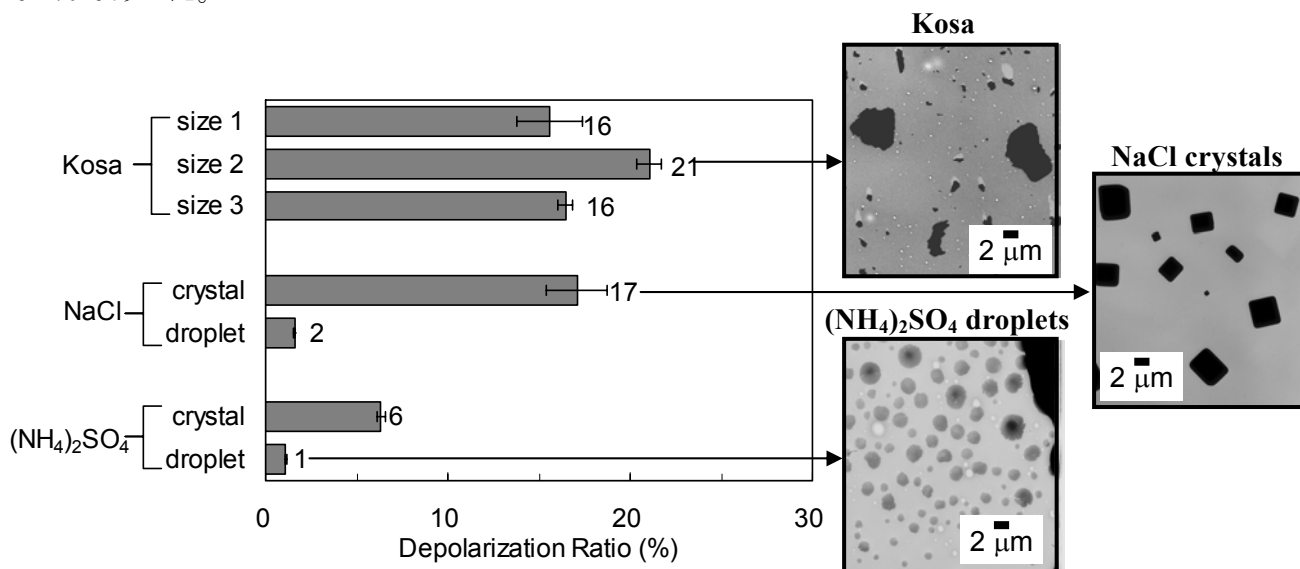 Kosa
size 1
16
Kosa
size 2
21
size 3
16
2 μm
NaCl crystals
NaCl
crystal
17
droplet
2
(NH4)2SO4 droplets
2 μm
(NH4)2SO4
crystal
6
droplet
1
2 μm
0
10
20
30
Depolarization Ratio (%)